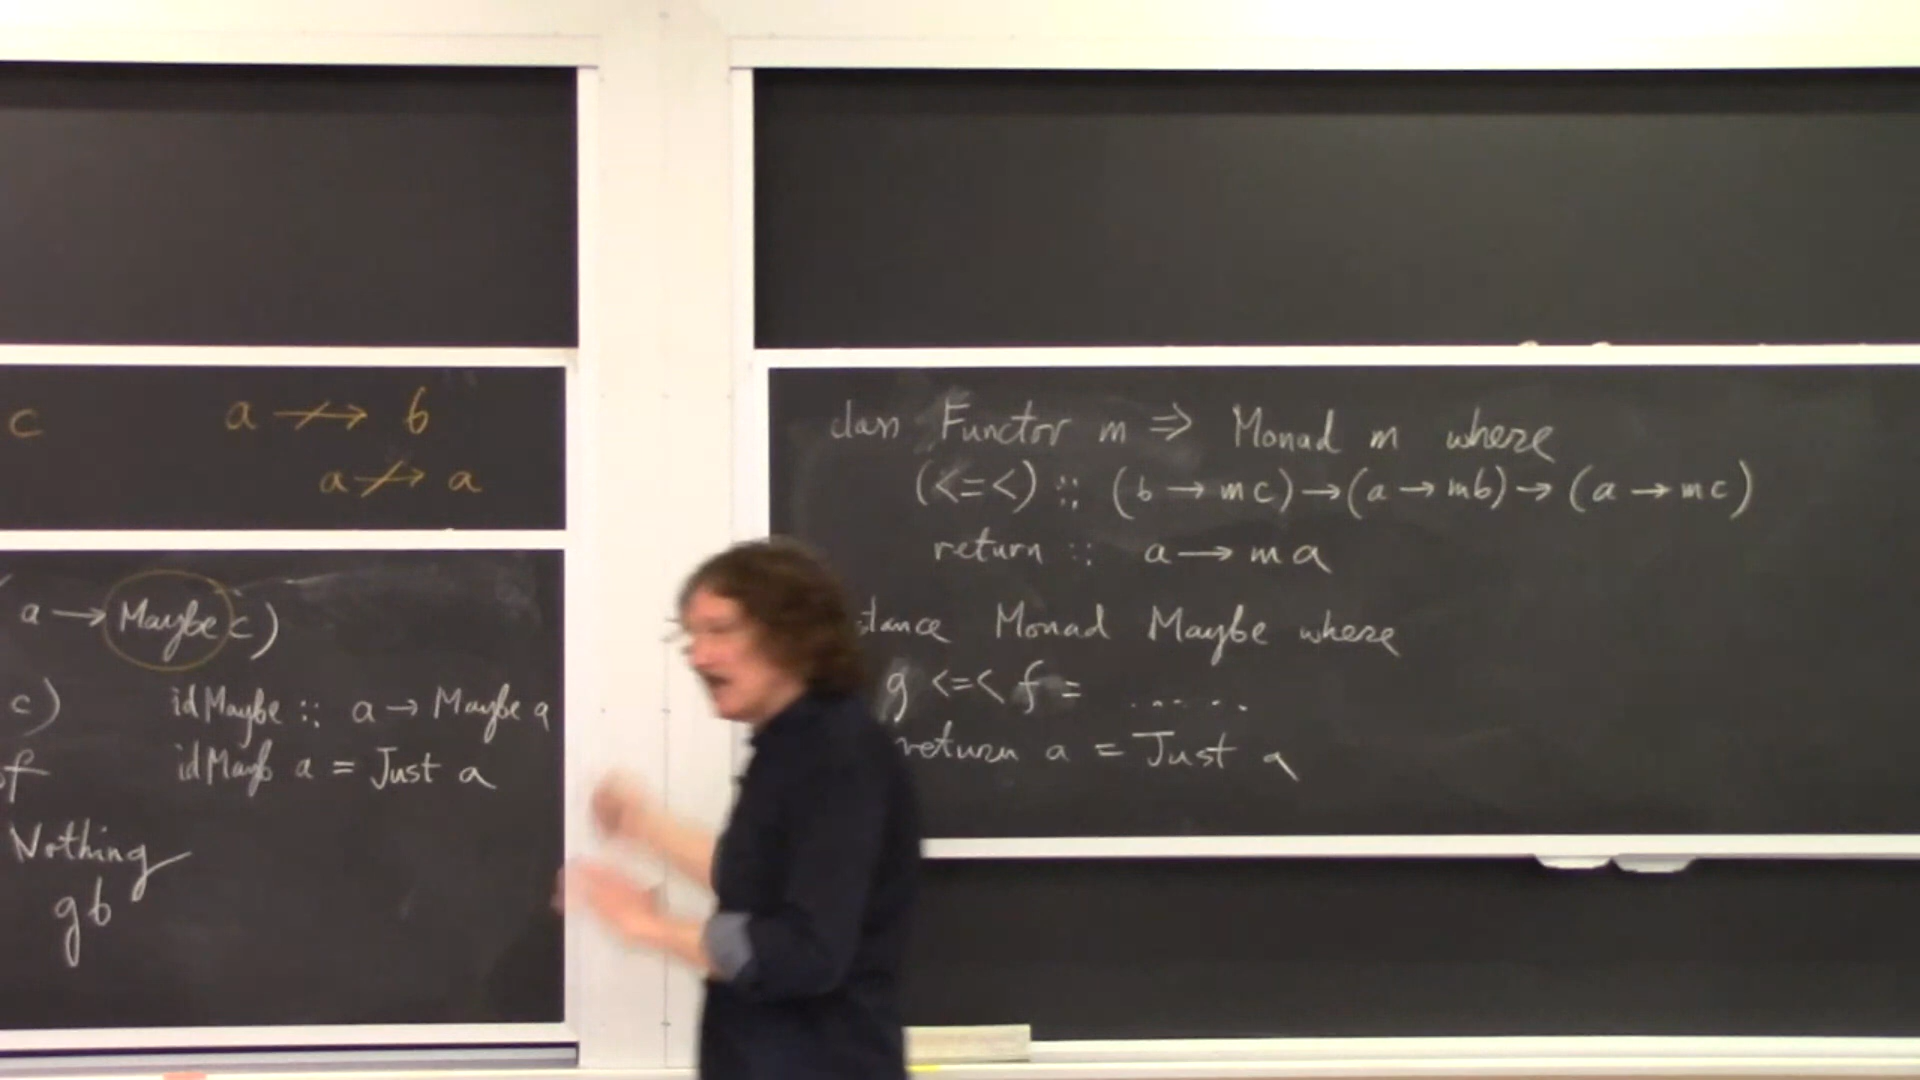 c
a ↛ b
a ↛ a
a → Maybe c)
c)
idMaybe :: a → Maybe a
f
idMayb a = Just a
Nothing
g b
class Functor m ⇒ Monad m where
(<=<) :: (b → m c) → (a → m b) → (a → m c)
return :: a → m a
stance Monad Maybe where
g <=< f = ......
return a = Just a